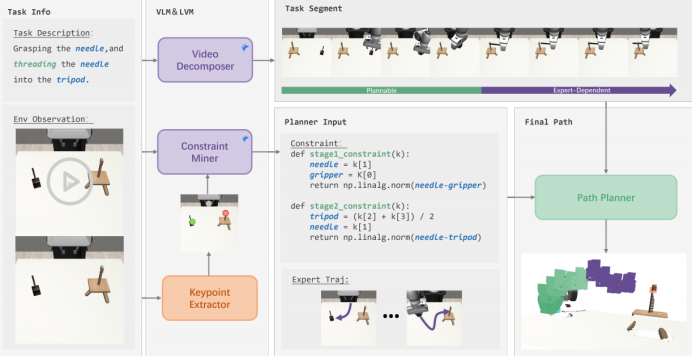 Task Info
Task Description:
Grasping the needle,and
threading the needle
into the tripod.
Env Observation:
VLM&LVM
Video
Decomposer
Constraint
Miner
Keypoint
Extractor
Task Segment
Plannable
Expert-Dependent
Planner Input
Constraint:
def stage1_constraint(k):
needle = k[1]
gripper = K[0]
return np.linalg.norm(needle-gripper)
def stage2_constraint(k):
tripod = (k[2] + k[3]) / 2
needle = k[1]
return np.linalg.norm(needle-tripod)
Expert Traj:
Final Path
Path Planner